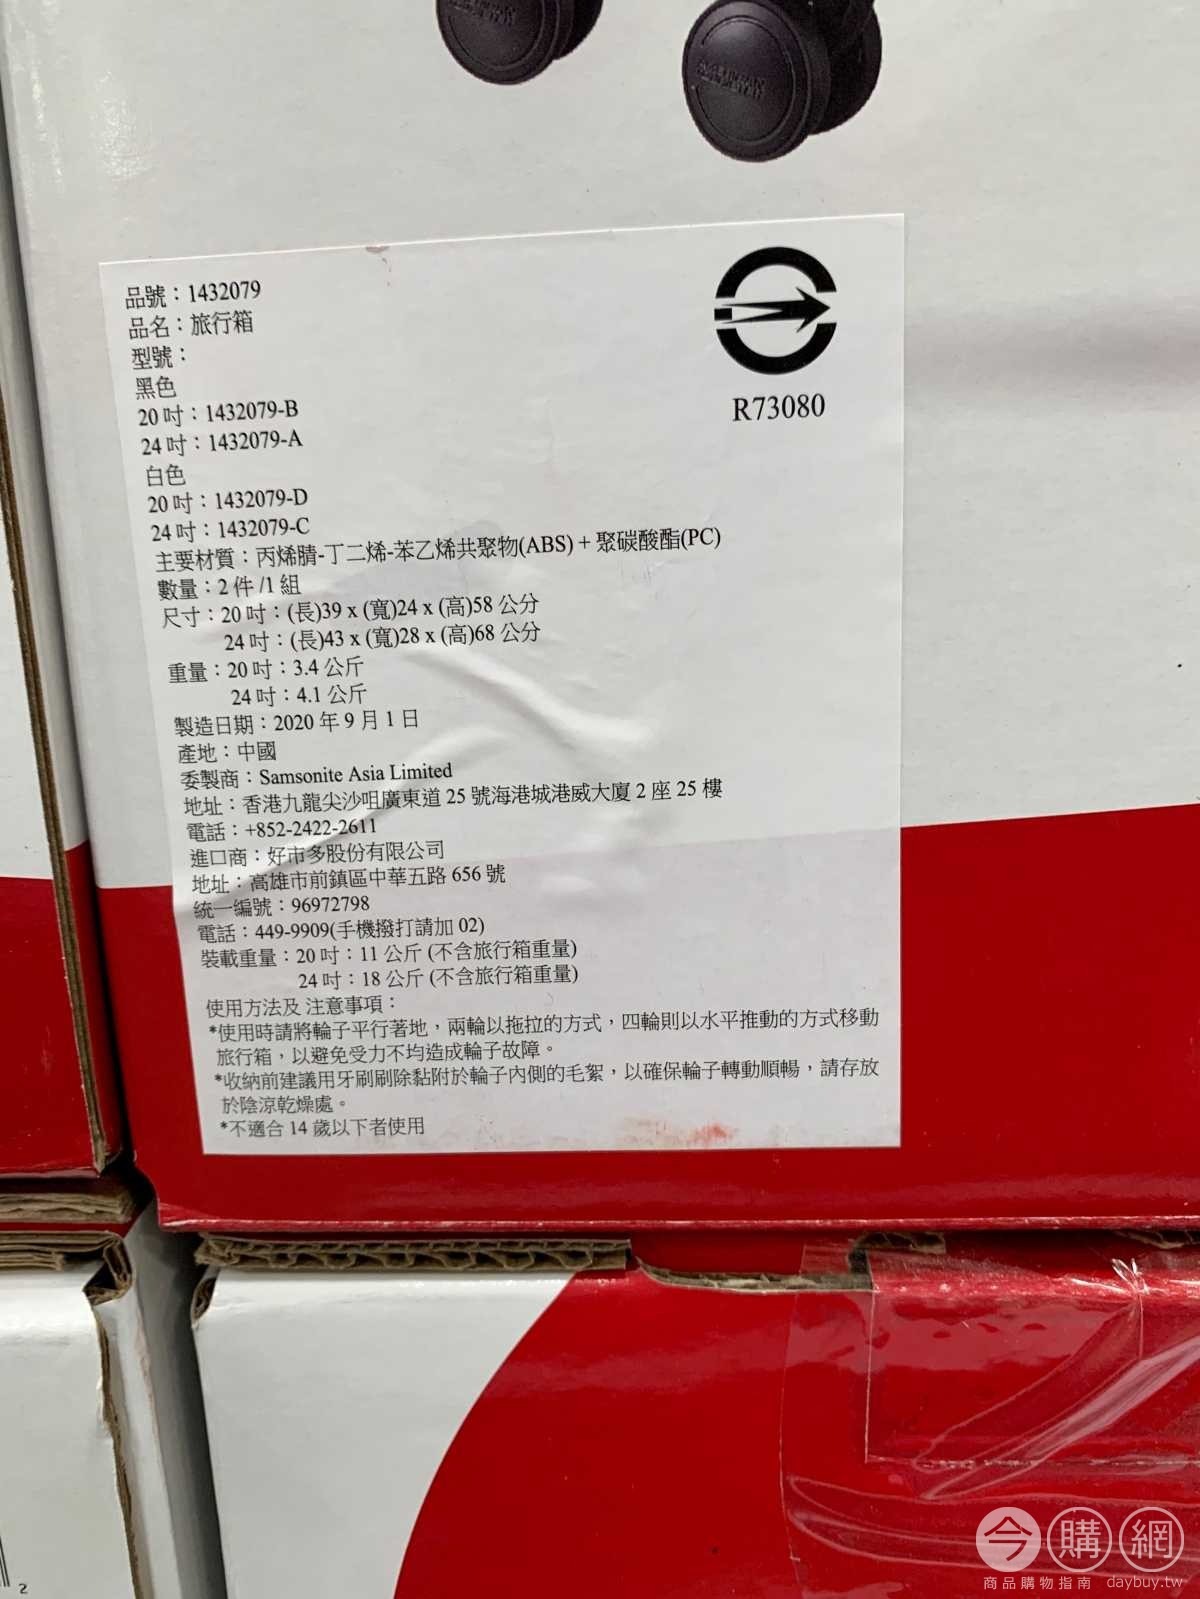 品號：1432079
品名：旅行箱
型號：
黑色
20 吋：1432079-B
24 吋：1432079-A
白色
20 吋：1432079-D
24 吋：1432079-C
主要材質：丙烯腈-丁二烯-苯乙烯共聚物(ABS) + 聚碳酸酯(PC)
數量：2 件 /1 組
尺寸：20 吋：(長)39 x (寬)24 x (高)58 公分
24 吋：(長)43 x (寬)28 x (高)68 公分
重量：20 吋：3.4 公斤
24 吋：4.1 公斤
製造日期：2020 年 9 月 1 日
產地：中國
委製商：Samsonite Asia Limited
地址：香港九龍尖沙咀廣東道 25 號海港城港威大廈 2 座 25 樓
電話：+852-2422-2611
進口商：好市多股份有限公司
地址：高雄市前鎮區中華五路 656 號
統一編號：96972798
電話：449-9909(手機撥打請加 02)
裝載重量：20 吋：11 公斤 (不含旅行箱重量)
24 吋：18 公斤 (不含旅行箱重量)
使用方法及 注意事項：
*使用時請將輪子平行著地，兩輪以拖拉的方式，四輪則以水平推動的方式移動
旅行箱，以避免受力不均造成輪子故障。
*收納前建議用牙刷刷除黏附於輪子內側的毛絮，以確保輪子轉動順暢，請存放
於陰涼乾燥處。
*不適合 14 歲以下者使用
R73080
2
今購網
商品購物指南 daybuy.tw